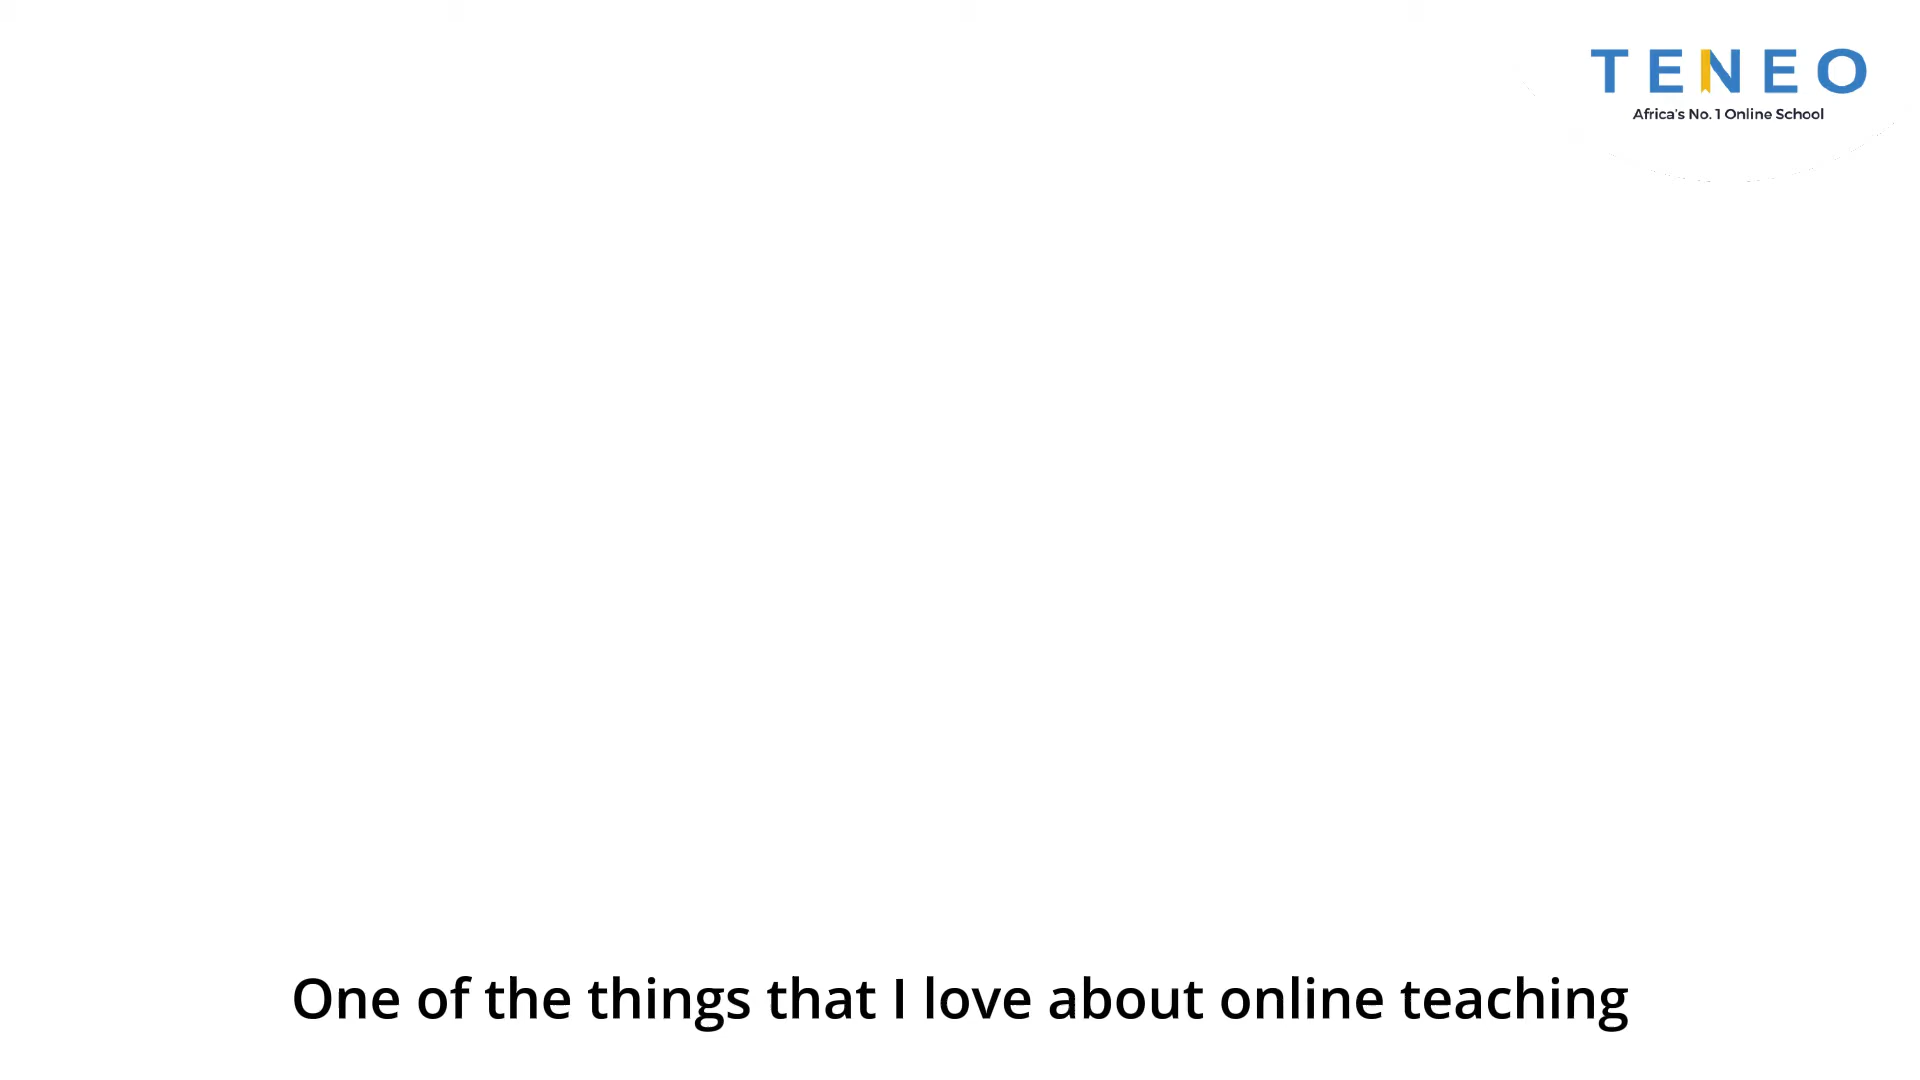 TENEO
Africa's No. 1 Online School
One of the things that I love about online teaching